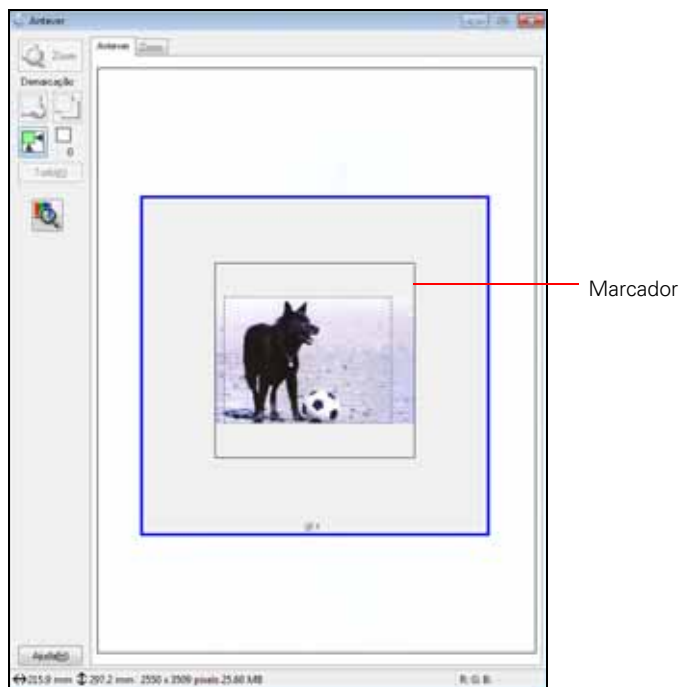 Antever
Antever Zoom
Zoom
Demarcação
0
Tudo
Marcador
Ajuda(H)
215.9 mm 297.2 mm 2550 x 3509 pixels 25.60 MB R: G: B: